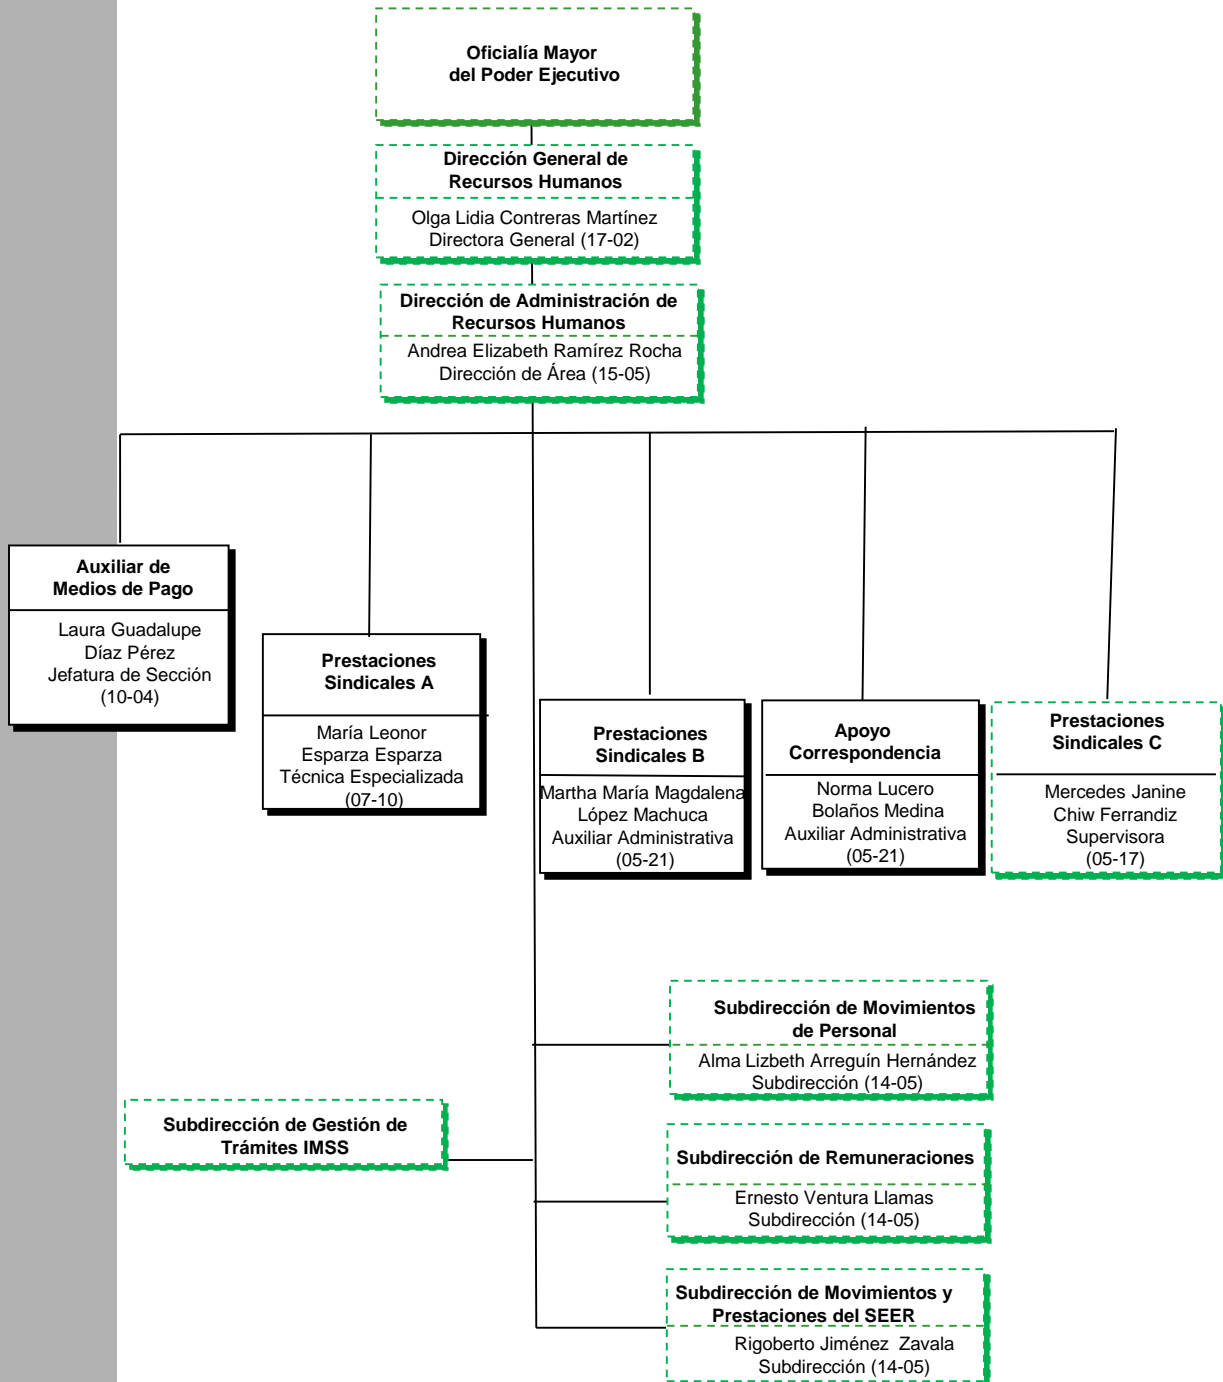 Oficialía Mayor
del Poder Ejecutivo
Dirección General de
Recursos Humanos
Olga Lidia Contreras Martínez
Directora General (17-02)
Dirección de Administración de
Recursos Humanos
Andrea Elizabeth Ramírez Rocha
Dirección de Área (15-05)
Auxiliar de
Medios de Pago
Laura Guadalupe
Díaz Pérez
Jefatura de Sección
(10-04)
Prestaciones
Sindicales A
María Leonor
Esparza Esparza
Técnica Especializada
(07-10)
Prestaciones
Sindicales B
Martha María Magdalena
López Machuca
Auxiliar Administrativa
(05-21)
Apoyo
Correspondencia
Norma Lucero
Bolaños Medina
Auxiliar Administrativa
(05-21)
Prestaciones
Sindicales C
Mercedes Janine
Chiw Ferrandiz
Supervisora
(05-17)
Subdirección de Movimientos
de Personal
Alma Lizbeth Arreguín Hernández
Subdirección (14-05)
Subdirección de Gestión de
Trámites IMSS
Subdirección de Remuneraciones
Ernesto Ventura Llamas
Subdirección (14-05)
Subdirección de Movimientos y
Prestaciones del SEER
Rigoberto Jiménez  Zavala
Subdirección (14-05)